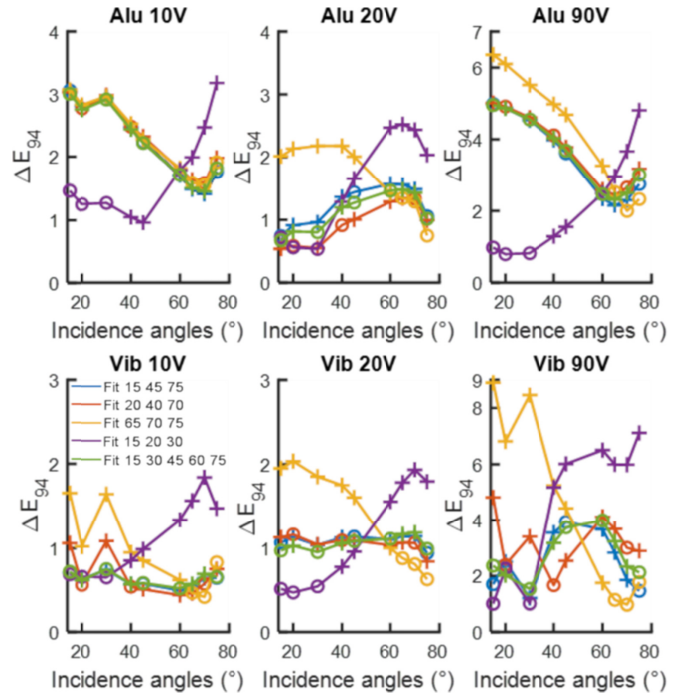 Alu 10V
Alu 20V
Alu 90V
4
3
2
1
0
4
3
2
1
0
7
6
4
2
0
ΔE94
ΔE94
ΔE94
20 40 60 80
20 40 60 80
20 40 60 80
Incidence angles (°)
Incidence angles (°)
Incidence angles (°)
Vib 10V
Vib 20V
Vib 90V
3
2
1
0
3
2
1
0
9
8
6
4
2
0
Fit 15 45 75
Fit 20 40 70
Fit 65 70 75
Fit 15 20 30
Fit 15 30 45 60 75
ΔE94
ΔE94
ΔE94
20 40 60 80
20 40 60 80
20 40 60 80
Incidence angles (°)
Incidence angles (°)
Incidence angles (°)